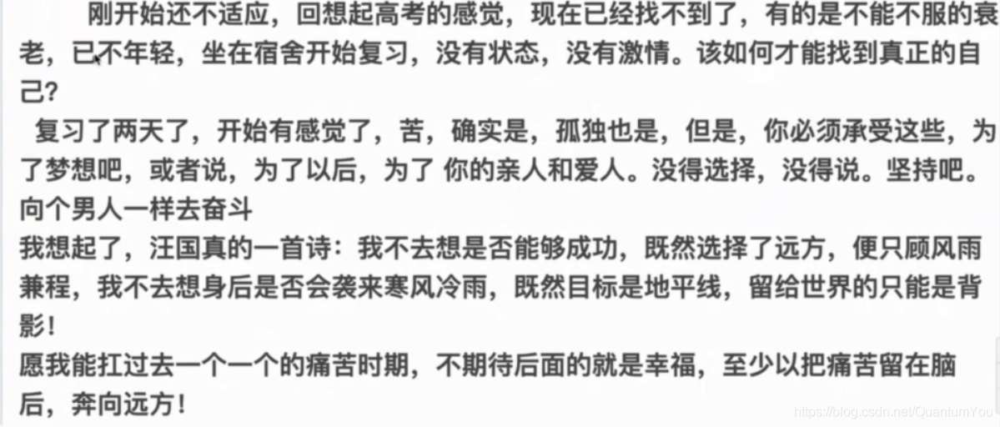 刚开始还不适应，回想起高考的感觉，现在已经找不到了，有的是不能不服的衰
老，已不年轻，坐在宿舍开始复习，没有状态，没有激情。该如何才能找到真正的自
己？
复习了两天了，开始有感觉了，苦，确实是，孤独也是，但是，你必须承受这些，为
了梦想吧，或者说，为了以后，为了 你的亲人和爱人。没得选择，没得说。坚持吧。
向个男人一样去奋斗
我想起了，汪国真的一首诗：我不去想是否能够成功，既然选择了远方，便只顾风雨
兼程，我不去想身后是否会袭来寒风冷雨，既然目标是地平线，留给世界的只能是背
影！
愿我能扛过去一个一个的痛苦时期，不期待后面的就是幸福，至少以把痛苦留在脑
后，奔向远方！
https://blog.csdn.net/QuantumYou